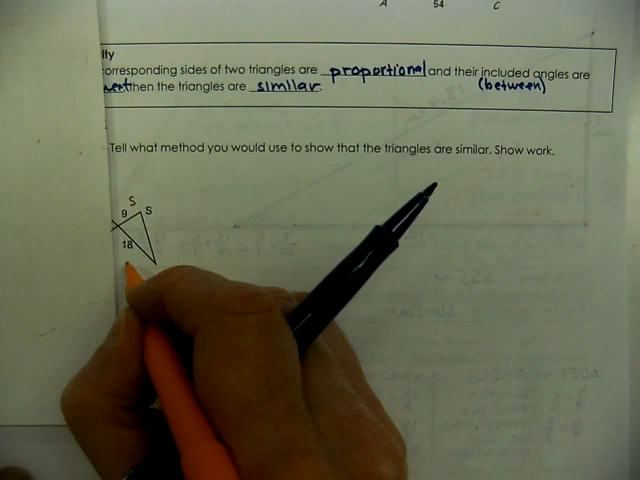 A 54 C
ity
orresponding sides of two triangles are proportional and their included angles are
ent then the triangles are similar (between)
Tell what method you would use to show that the triangles are similar. Show work.
S
9 S
18